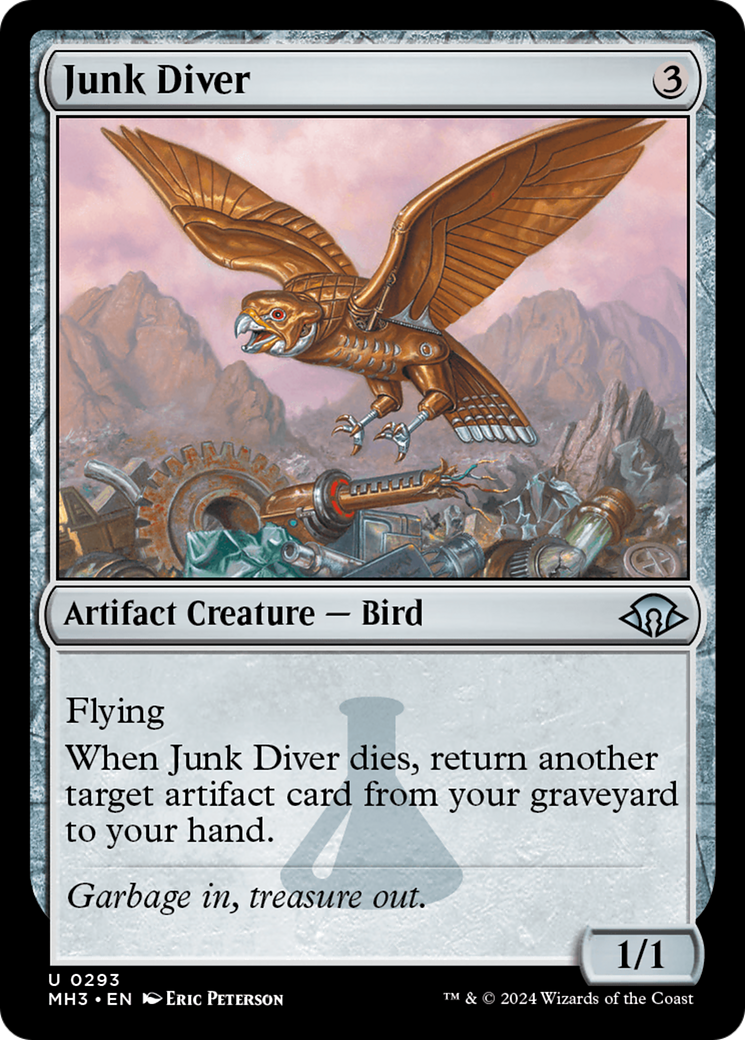 Junk Diver 3
Artifact Creature — Bird
Flying
When Junk Diver dies, return another
target artifact card from your graveyard
to your hand.
Garbage in, treasure out.
1/1
U 0293
MH3 • EN Eric Peterson
™ & © 2024 Wizards of the Coast